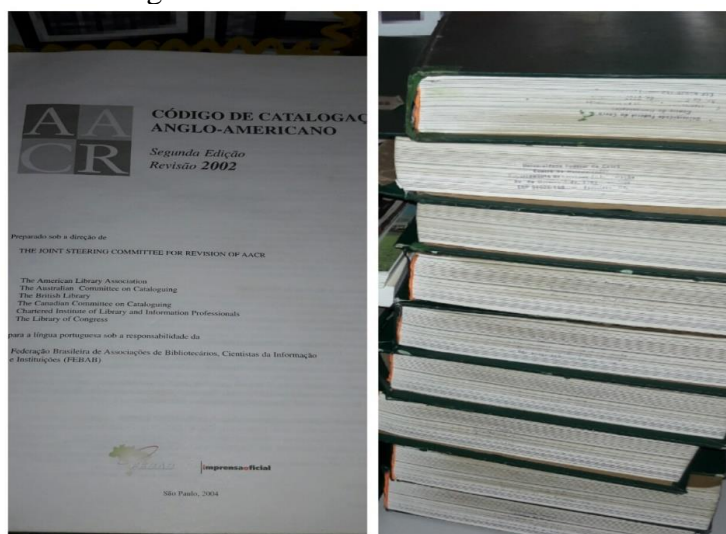 AACR
CÓDIGO DE CATALOGAÇ
ANGLO-AMERICANO
Segunda Edição
Revisão 2002
Preparado sob a direção de
THE JOINT STEERING COMMITTEE FOR REVISION OF AACR
The American Library Association
The Australian Committee on Cataloguing
The British Library
The Canadian Committee on Cataloguing
Chartered Institute of Library and Information Professionals
The Library of Congress
para a língua portuguesa sob a responsabilidade da
Federação Brasileira de Associações de Bibliotecários, Cientistas da Informação
e Instituições (FEBAB)
imprensaoficial
São Paulo, 2004